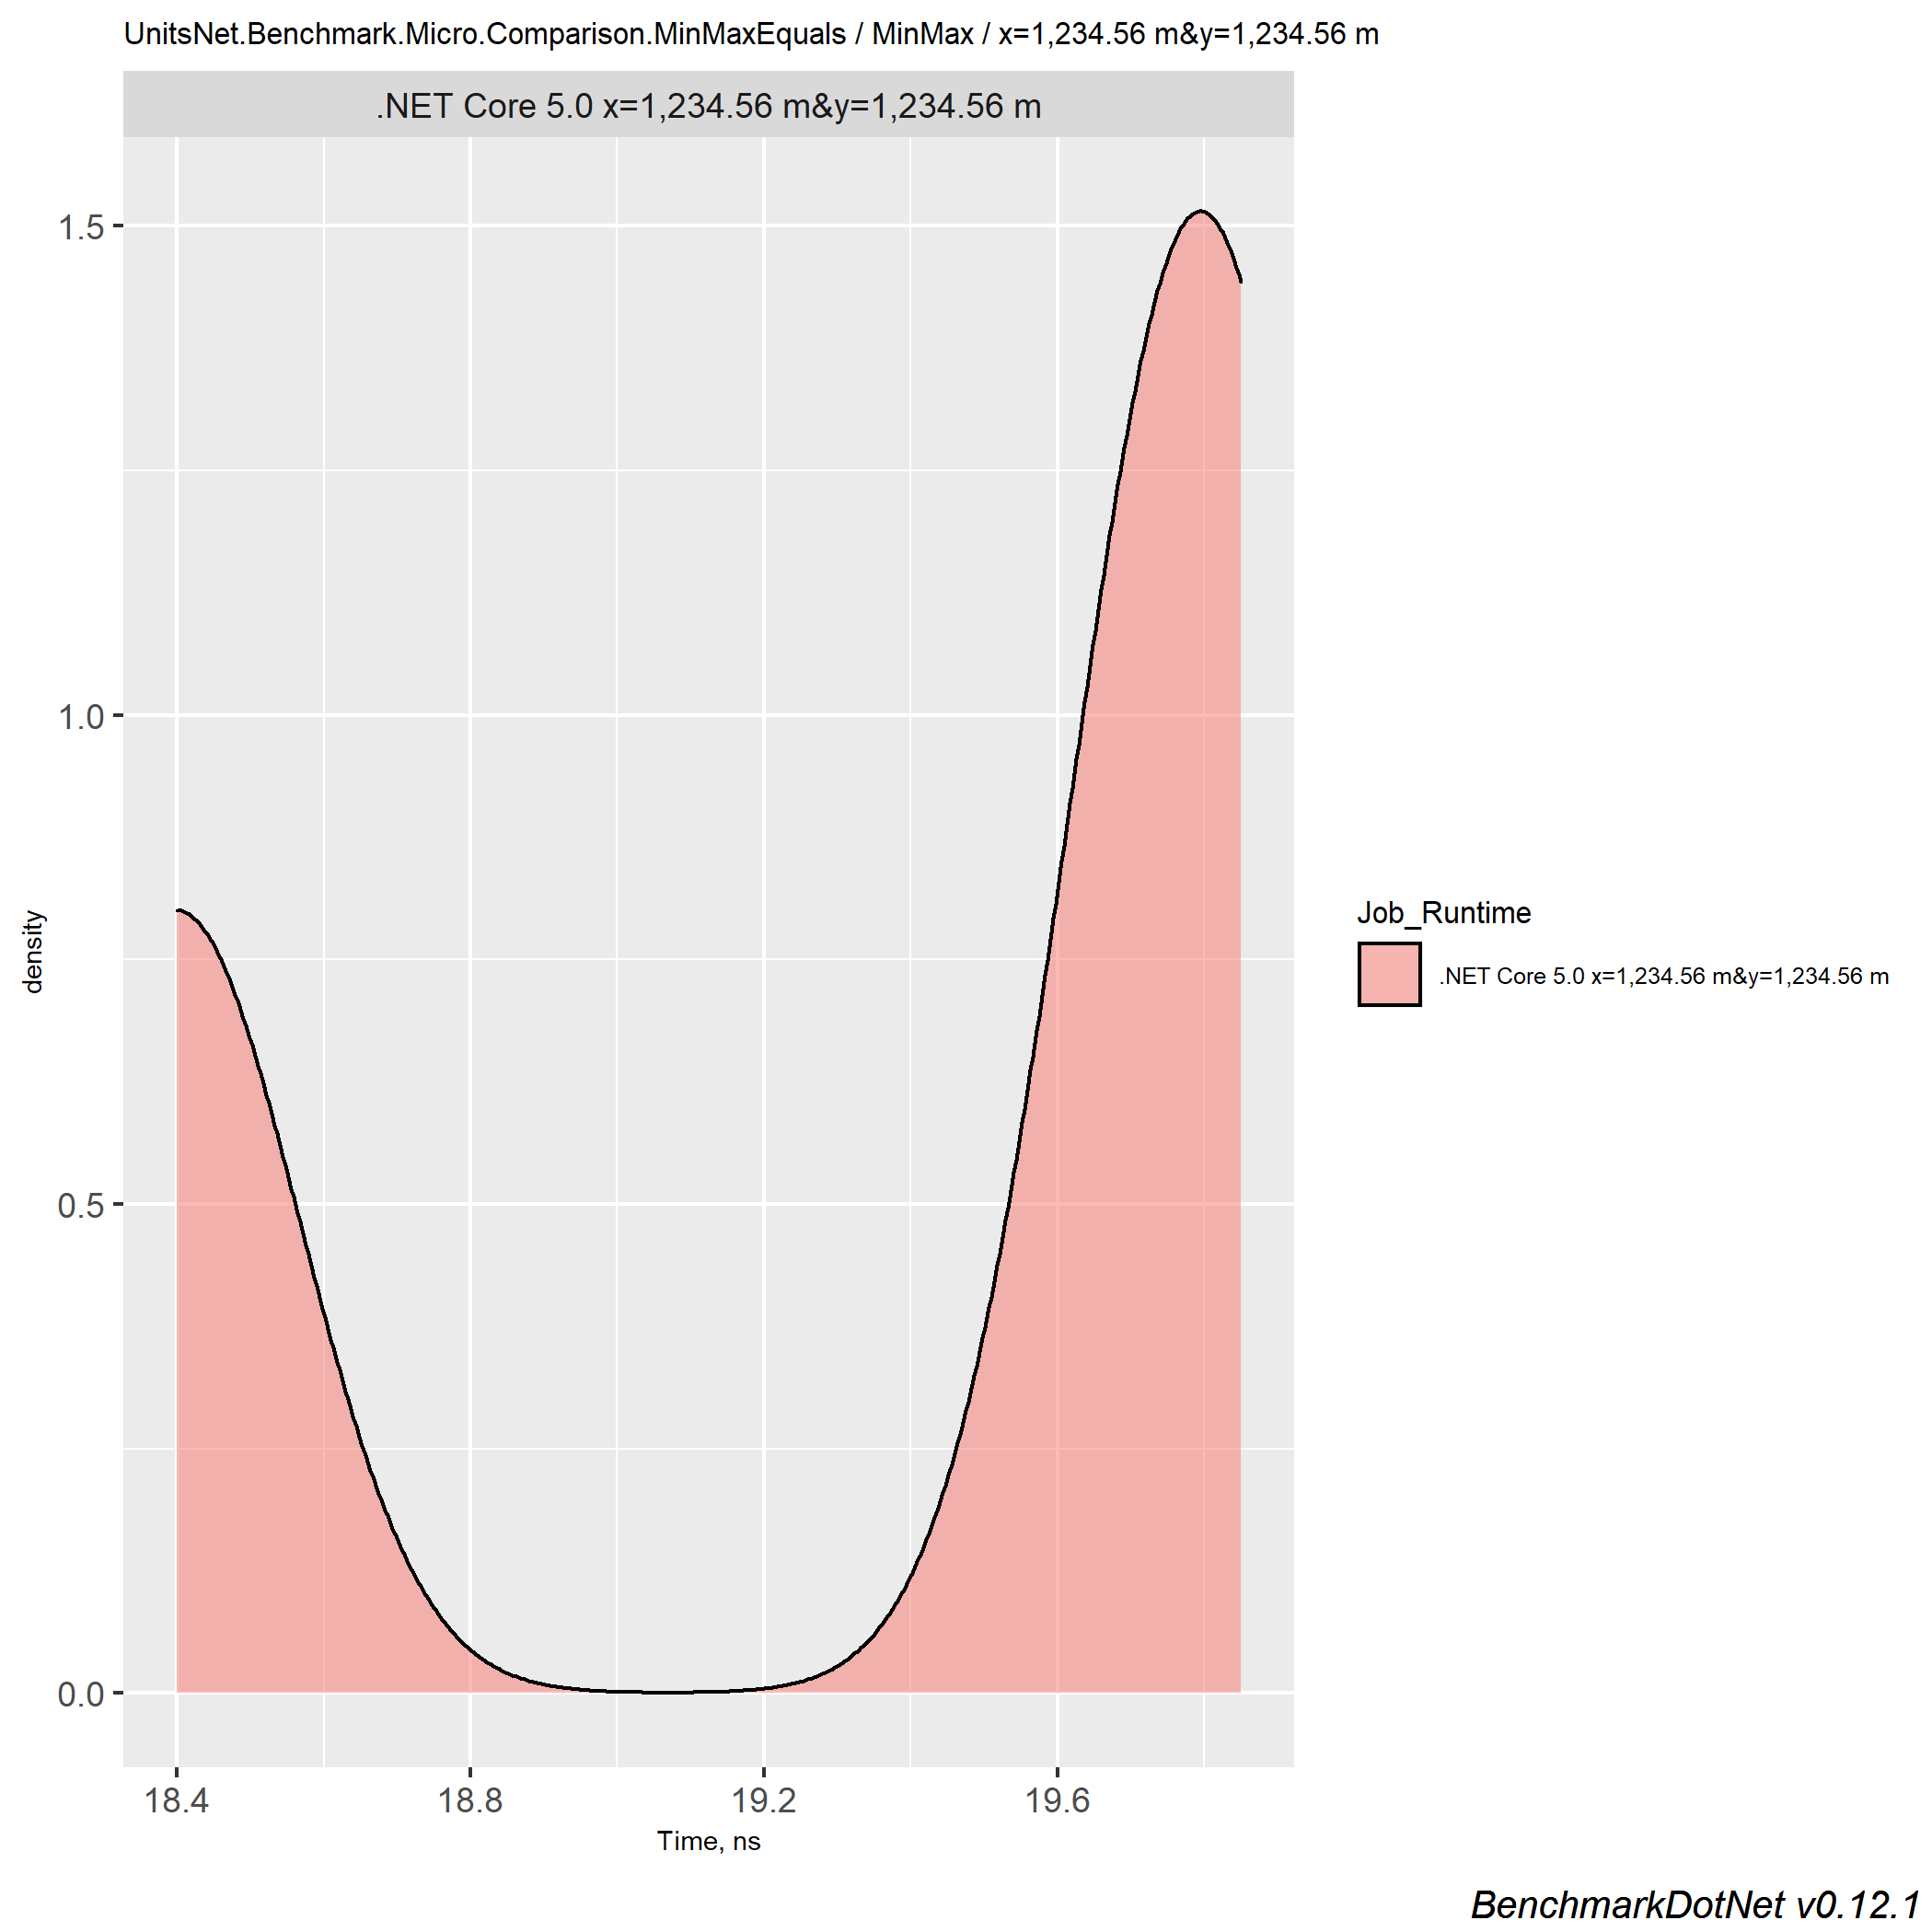 UnitsNet.Benchmark.Micro.Comparison.MinMaxEquals / MinMax / x=1,234.56 m&y=1,234.56 m
.NET Core 5.0 x=1,234.56 m&y=1,234.56 m
1.5
1.0
0.5
0.0
density
18.4 18.8 19.2 19.6
Time, ns
Job_Runtime
.NET Core 5.0 x=1,234.56 m&y=1,234.56 m
BenchmarkDotNet v0.12.1